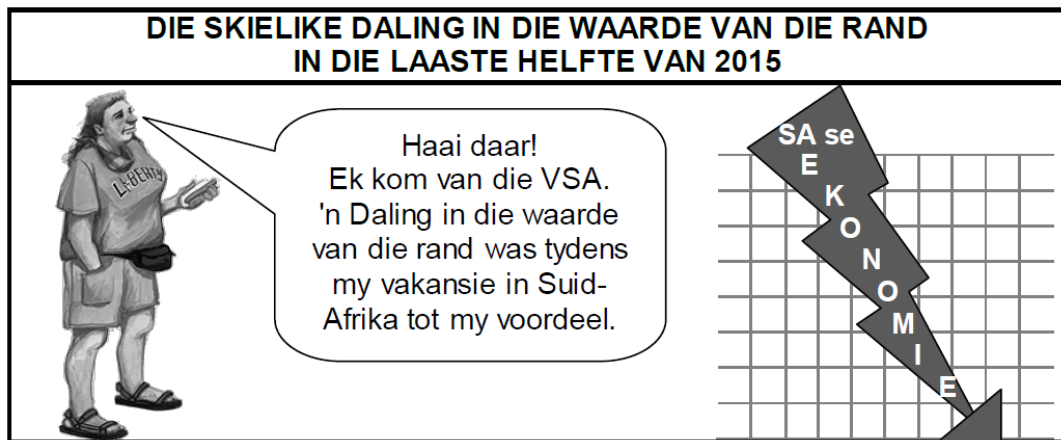 DIE SKIELIKE DALING IN DIE WAARDE VAN DIE RAND
IN DIE LAASTE HELFTE VAN 2015
LIBERTY
Haai daar!
Ek kom van die VSA.
'n Daling in die waarde
van die rand was tydens
my vakansie in Suid-
Afrika tot my voordeel.
SA se
E
K
O
N
O
M
I
E